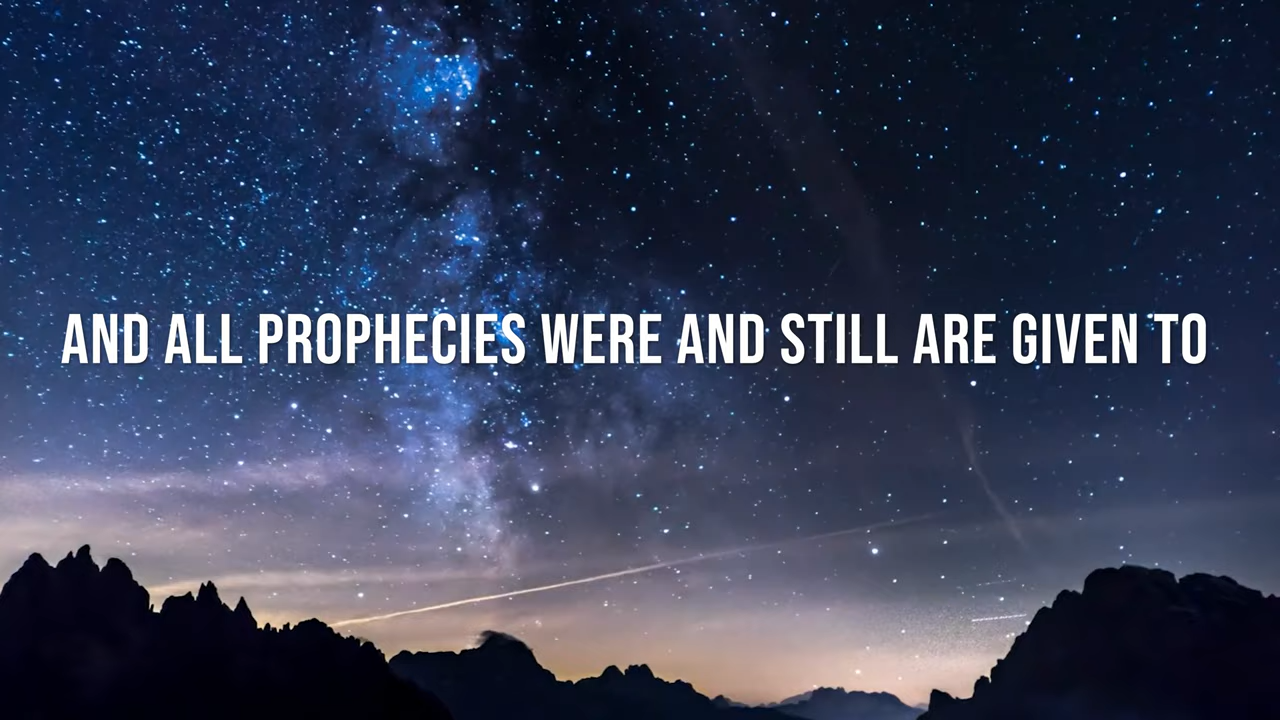 AND ALL PROPHECIES WERE AND STILL ARE GIVEN TO